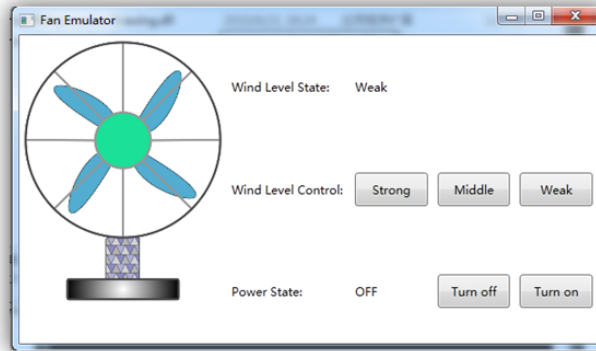 Fan Emulator
Wind Level State: Weak
Wind Level Control: Strong Middle Weak
Power State: OFF Turn off Turn on